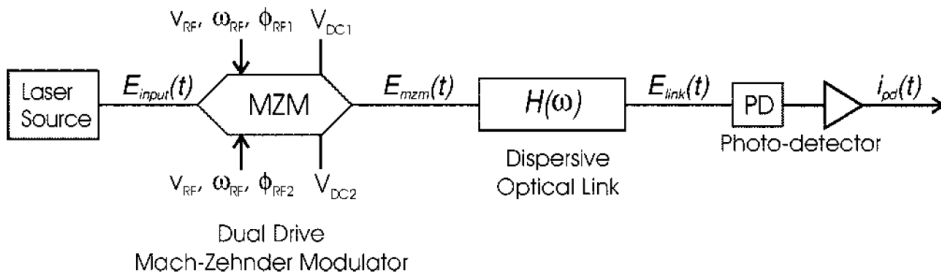 V_RF, ω_RF, ϕ_RF1 V_DC1
Laser Source
E_input(t)
MZM
E_mzm(t)
H(ω)
E_link(t)
PD
i_pd(t)
Photo-detector
Dispersive
Optical Link
V_RF, ω_RF, ϕ_RF2 V_DC2
Dual Drive
Mach-Zehnder Modulator